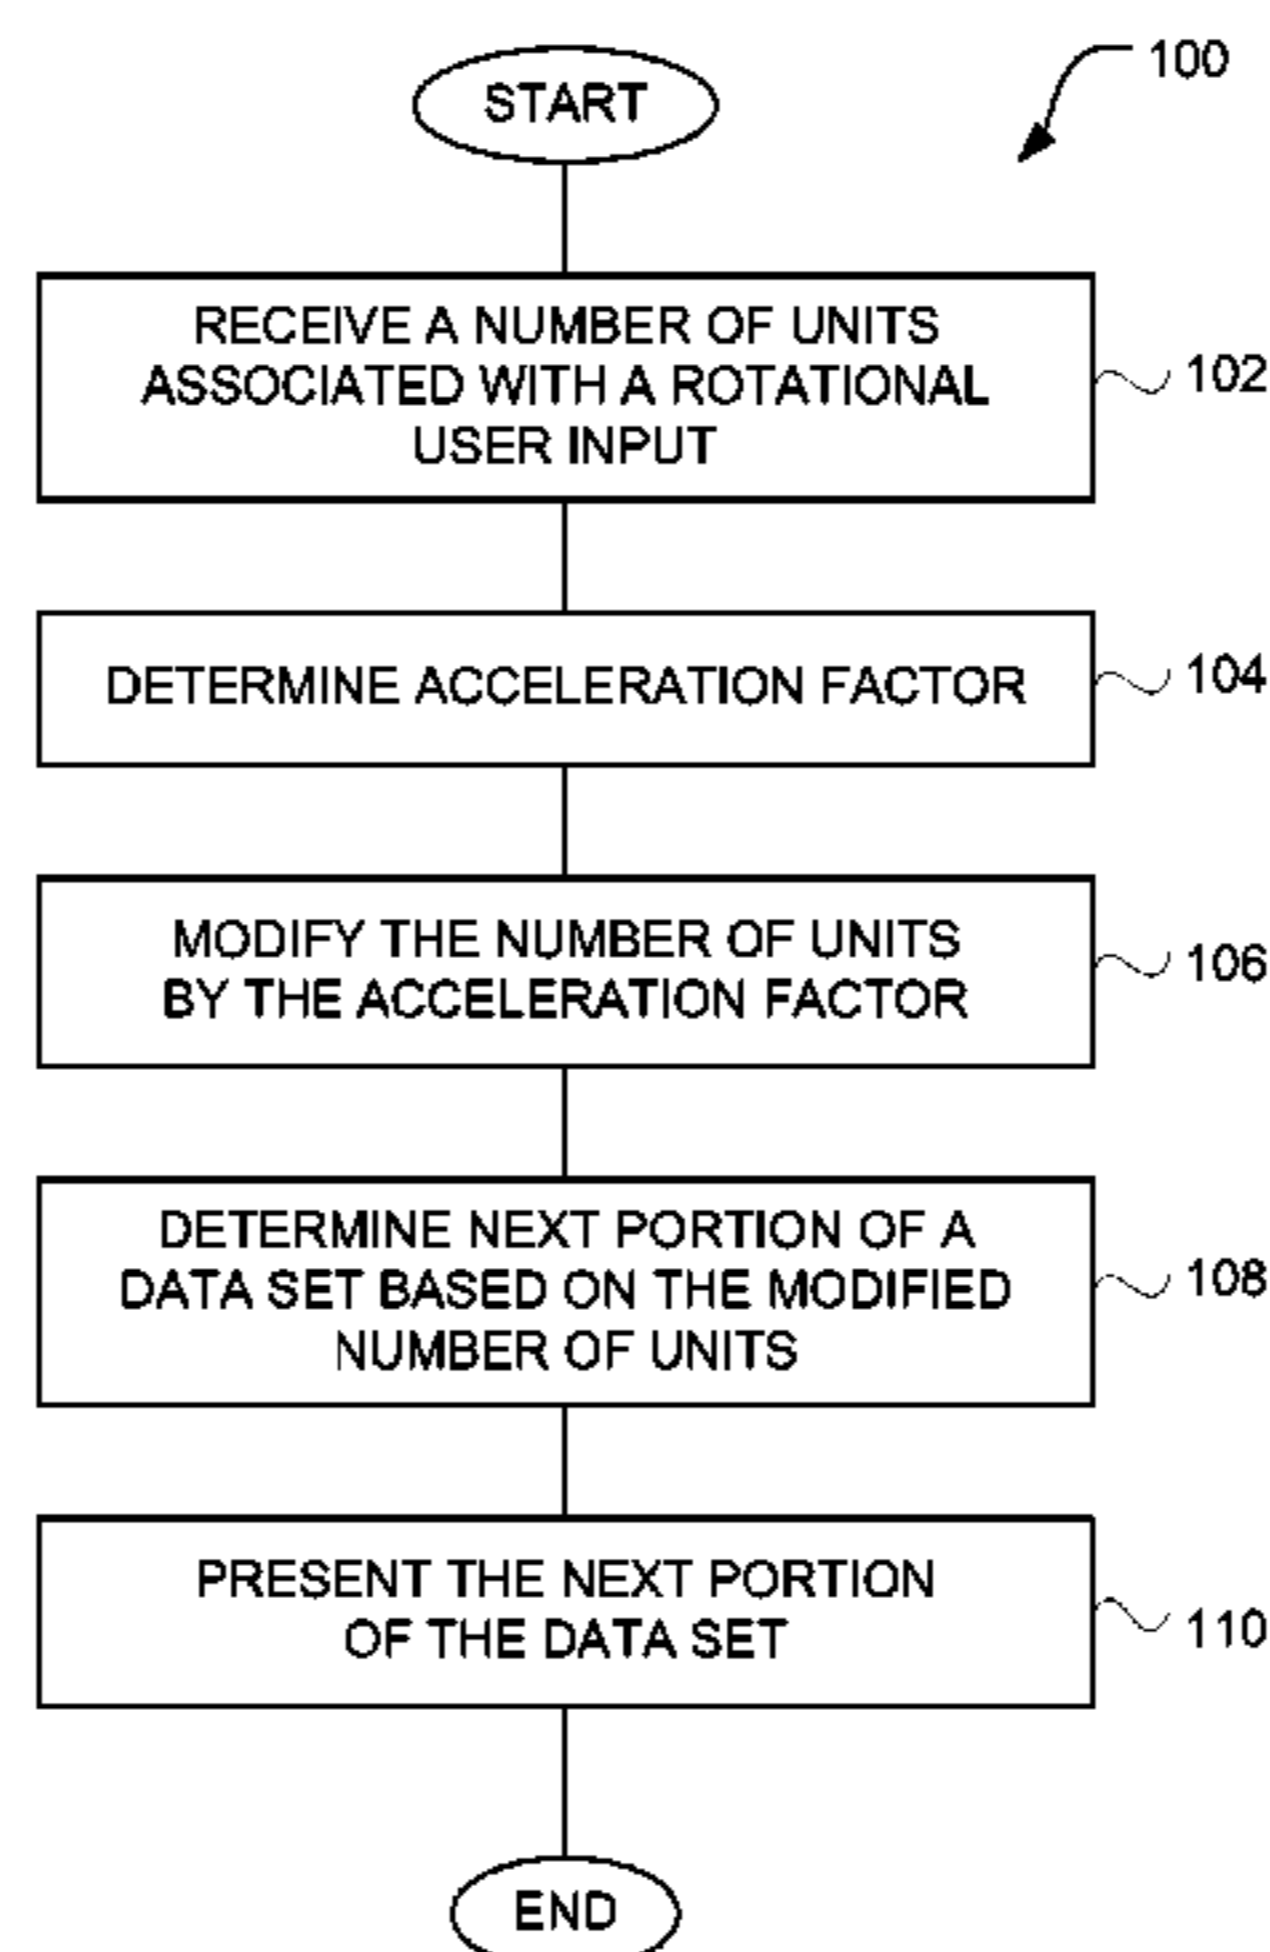 100
START
RECEIVE A NUMBER OF UNITS
ASSOCIATED WITH A ROTATIONAL
USER INPUT
102
DETERMINE ACCELERATION FACTOR
104
MODIFY THE NUMBER OF UNITS
BY THE ACCELERATION FACTOR
106
DETERMINE NEXT PORTION OF A
DATA SET BASED ON THE MODIFIED
NUMBER OF UNITS
108
PRESENT THE NEXT PORTION
OF THE DATA SET
110
END